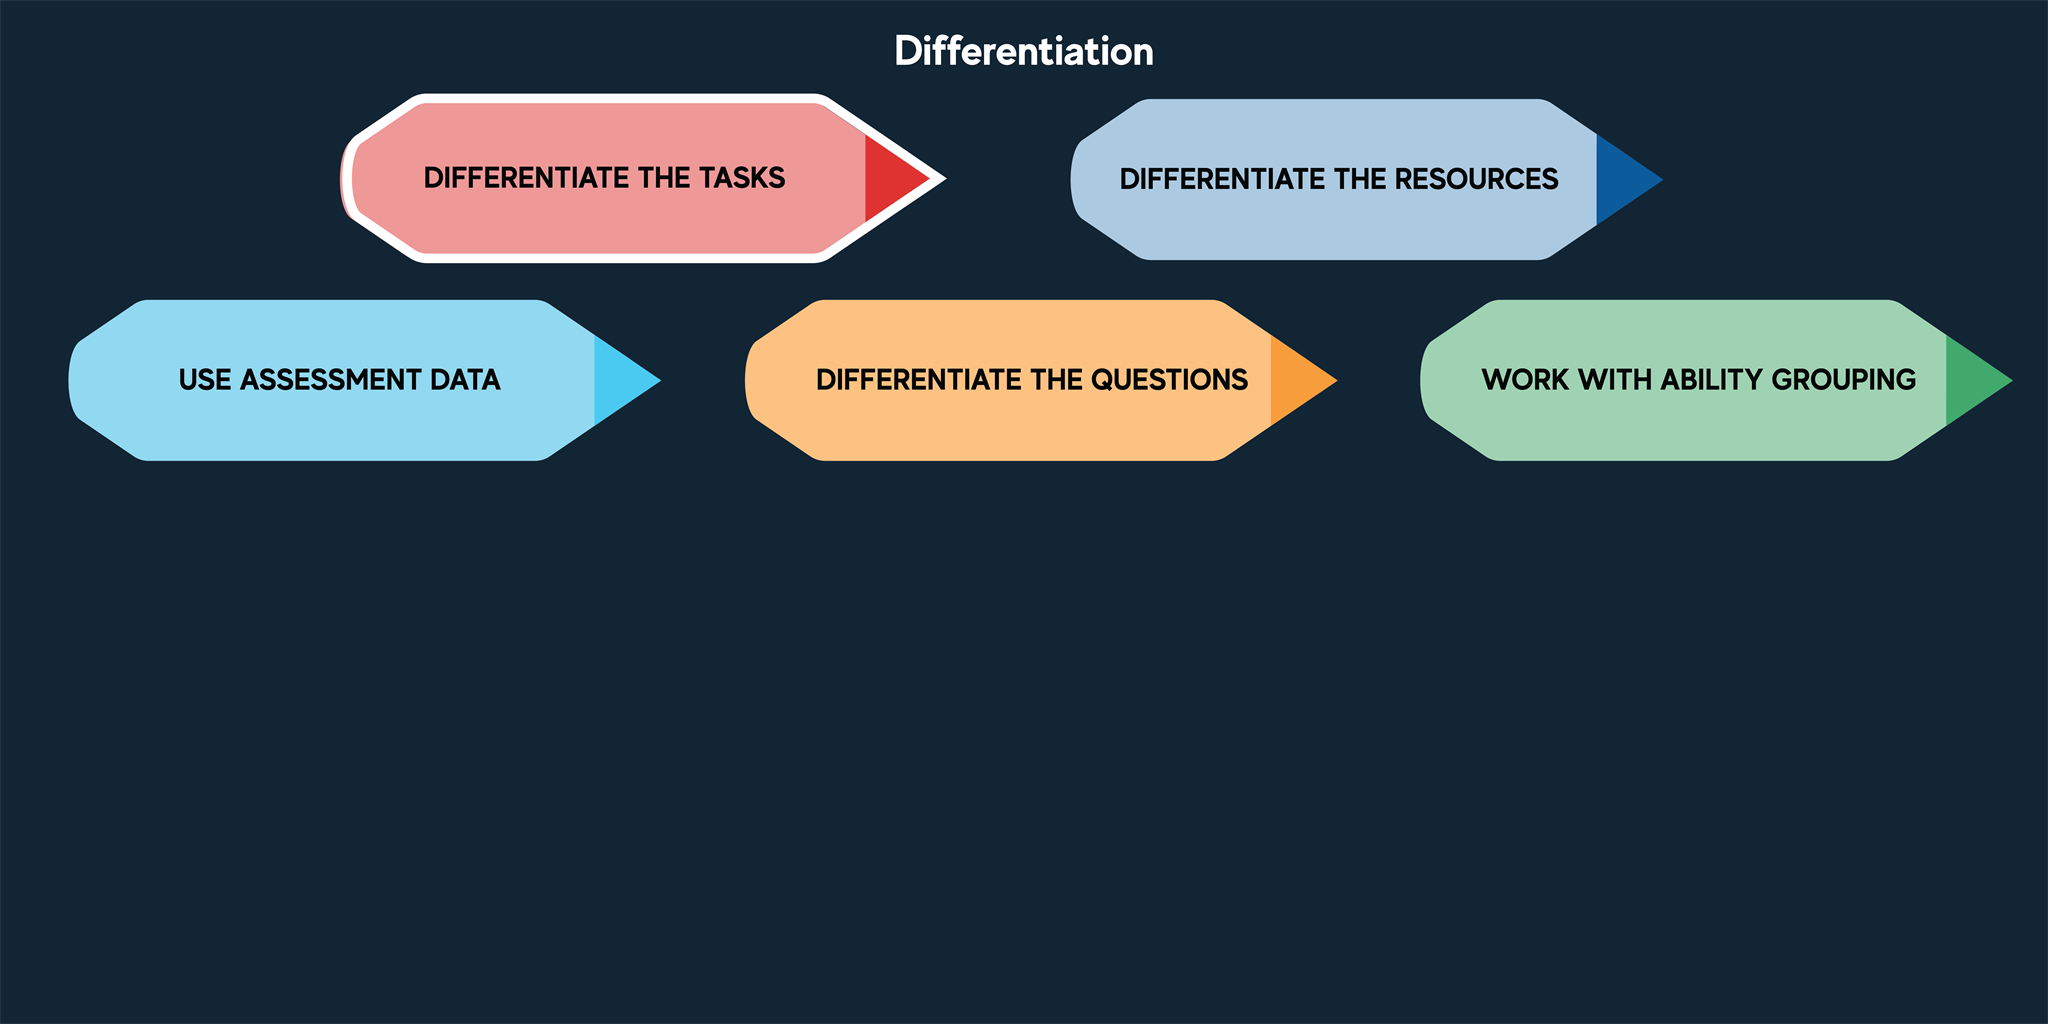 Differentiation
DIFFERENTIATE THE TASKS
DIFFERENTIATE THE RESOURCES
USE ASSESSMENT DATA
DIFFERENTIATE THE QUESTIONS
WORK WITH ABILITY GROUPING